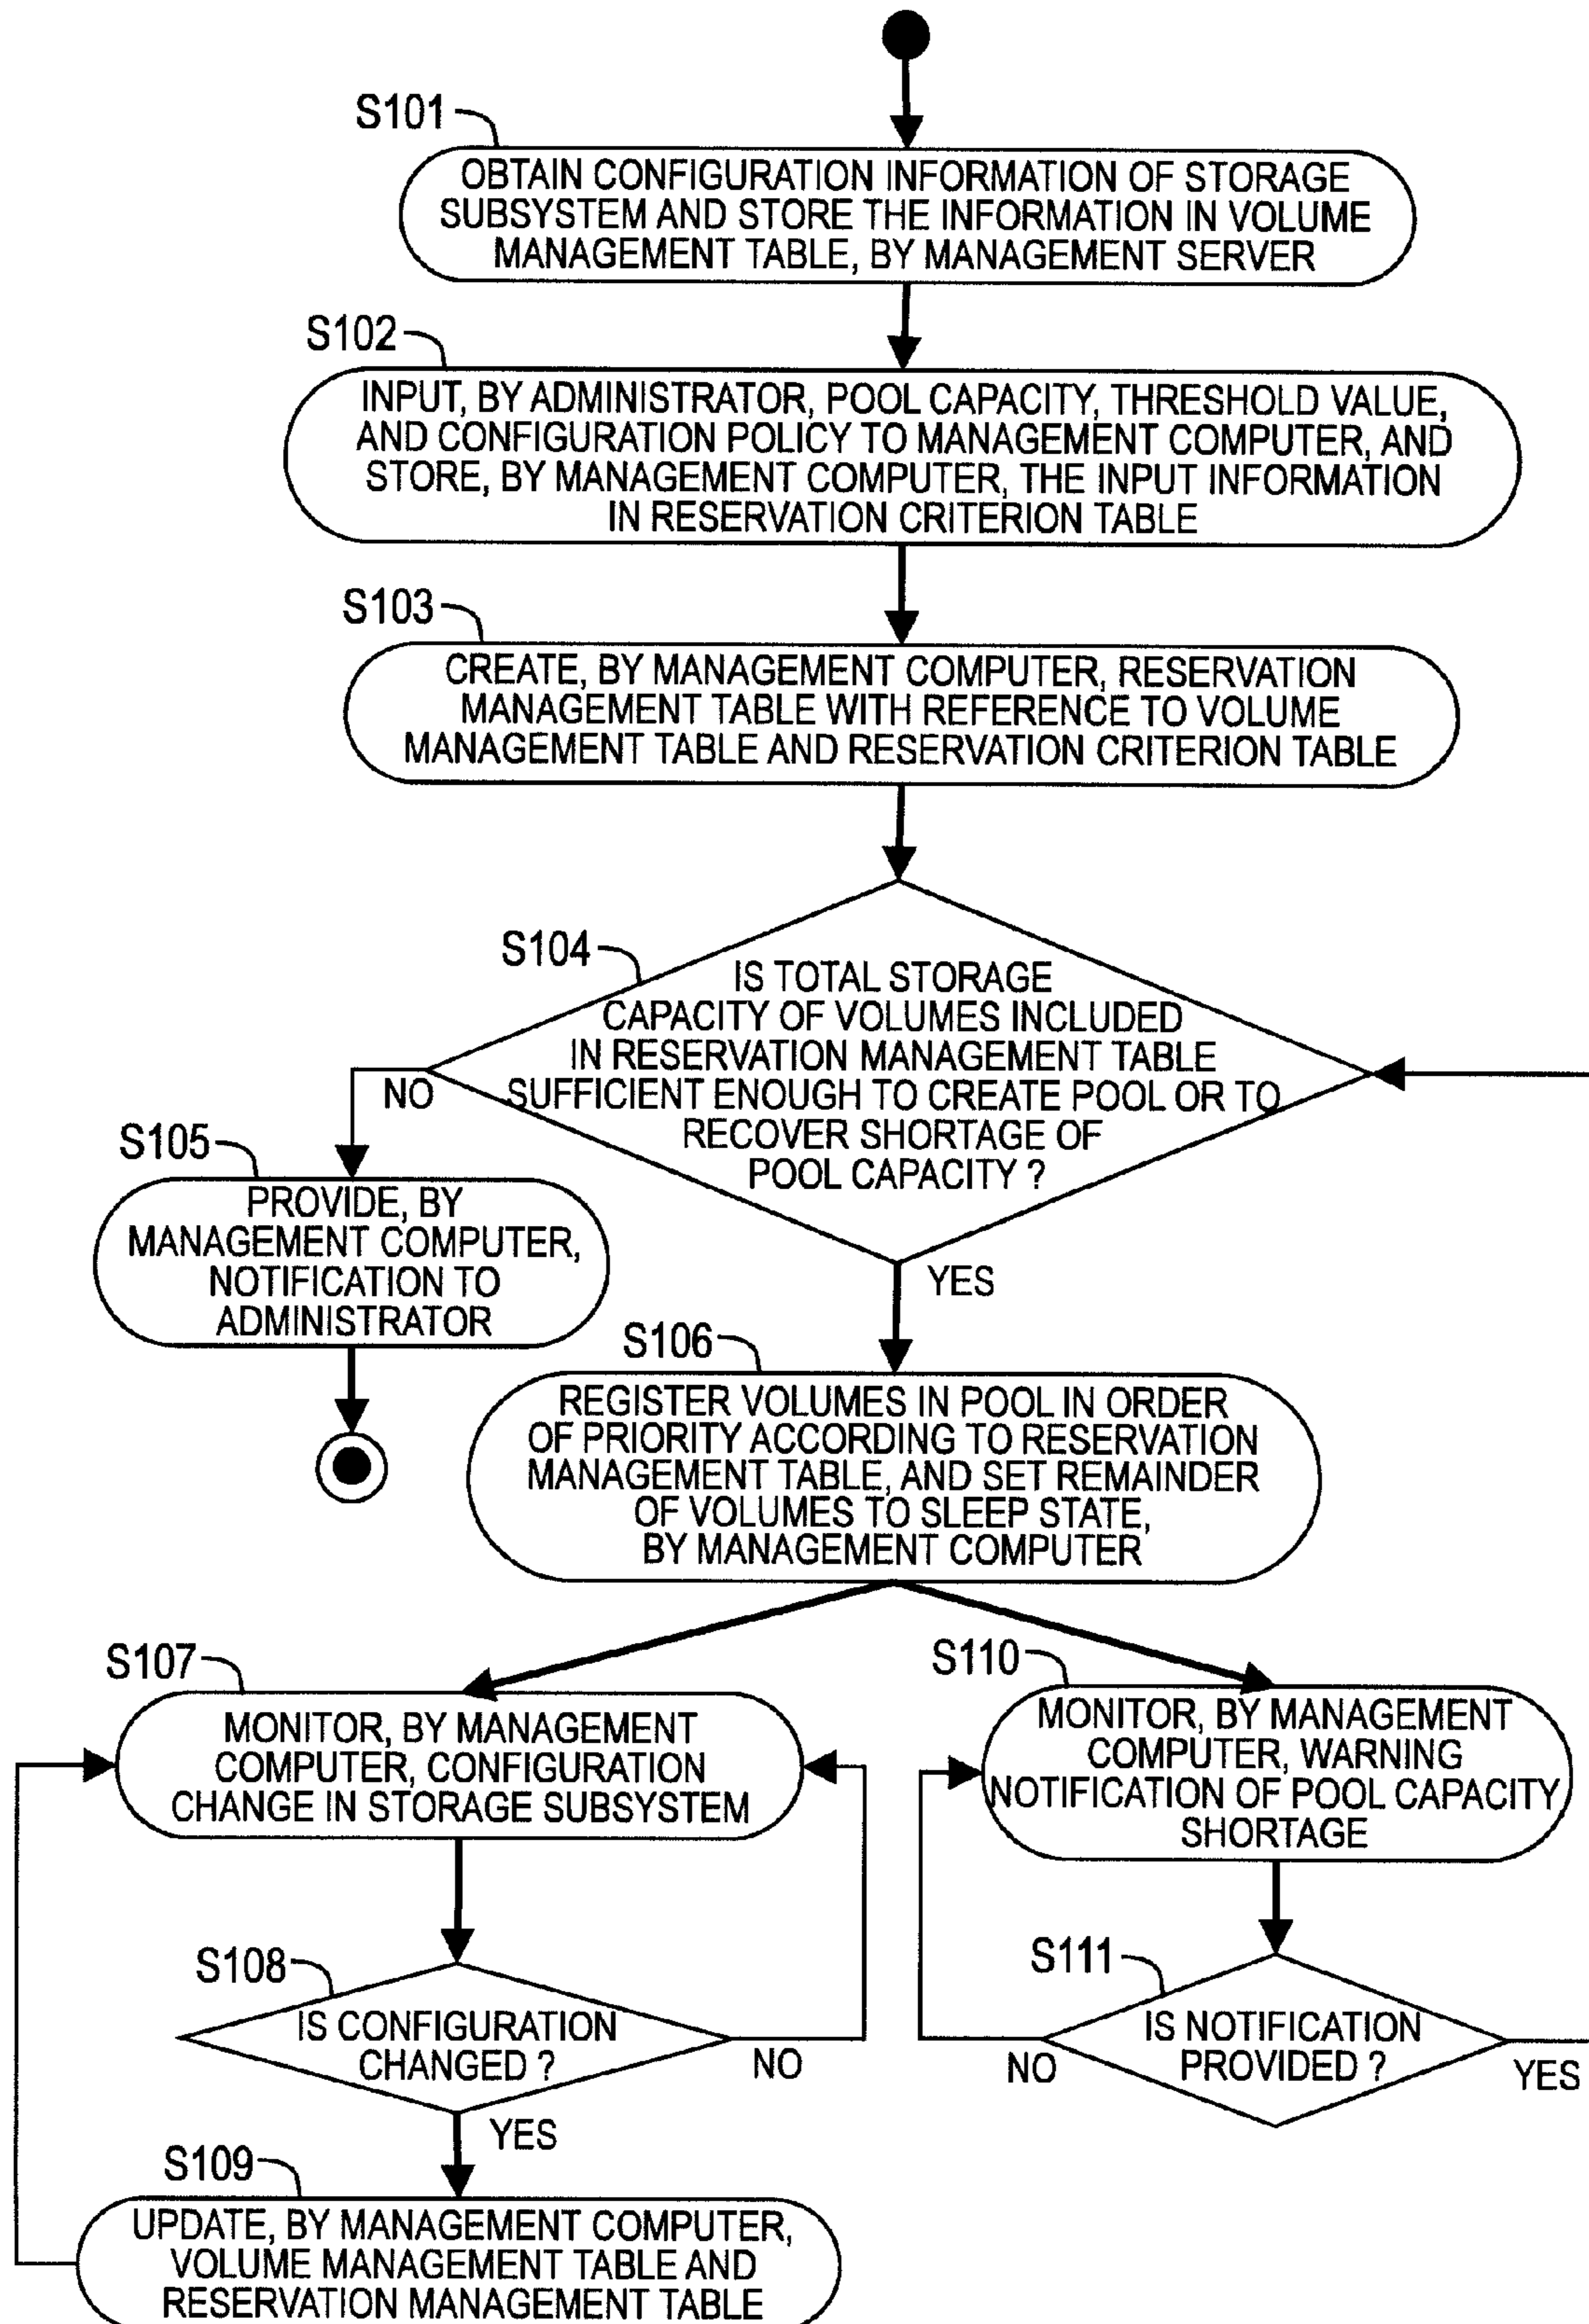 S101
OBTAIN CONFIGURATION INFORMATION OF STORAGE
SUBSYSTEM AND STORE THE INFORMATION IN VOLUME
MANAGEMENT TABLE, BY MANAGEMENT SERVER
S102
INPUT, BY ADMINISTRATOR, POOL CAPACITY, THRESHOLD VALUE,
AND CONFIGURATION POLICY TO MANAGEMENT COMPUTER, AND
STORE, BY MANAGEMENT COMPUTER, THE INPUT INFORMATION
IN RESERVATION CRITERION TABLE
S103
CREATE, BY MANAGEMENT COMPUTER, RESERVATION
MANAGEMENT TABLE WITH REFERENCE TO VOLUME
MANAGEMENT TABLE AND RESERVATION CRITERION TABLE
S104
IS TOTAL STORAGE
CAPACITY OF VOLUMES INCLUDED
IN RESERVATION MANAGEMENT TABLE
SUFFICIENT ENOUGH TO CREATE POOL OR TO
RECOVER SHORTAGE OF
POOL CAPACITY ?
NO
YES
S105
PROVIDE, BY
MANAGEMENT COMPUTER,
NOTIFICATION TO
ADMINISTRATOR
S106
REGISTER VOLUMES IN POOL IN ORDER
OF PRIORITY ACCORDING TO RESERVATION
MANAGEMENT TABLE, AND SET REMAINDER
OF VOLUMES TO SLEEP STATE,
BY MANAGEMENT COMPUTER
S107
MONITOR, BY MANAGEMENT
COMPUTER, CONFIGURATION
CHANGE IN STORAGE SUBSYSTEM
S108
IS CONFIGURATION
CHANGED ?
NO
YES
S109
UPDATE, BY MANAGEMENT COMPUTER,
VOLUME MANAGEMENT TABLE AND
RESERVATION MANAGEMENT TABLE
S110
MONITOR, BY MANAGEMENT
COMPUTER, WARNING
NOTIFICATION OF POOL CAPACITY
SHORTAGE
S111
IS NOTIFICATION
PROVIDED ?
NO
YES